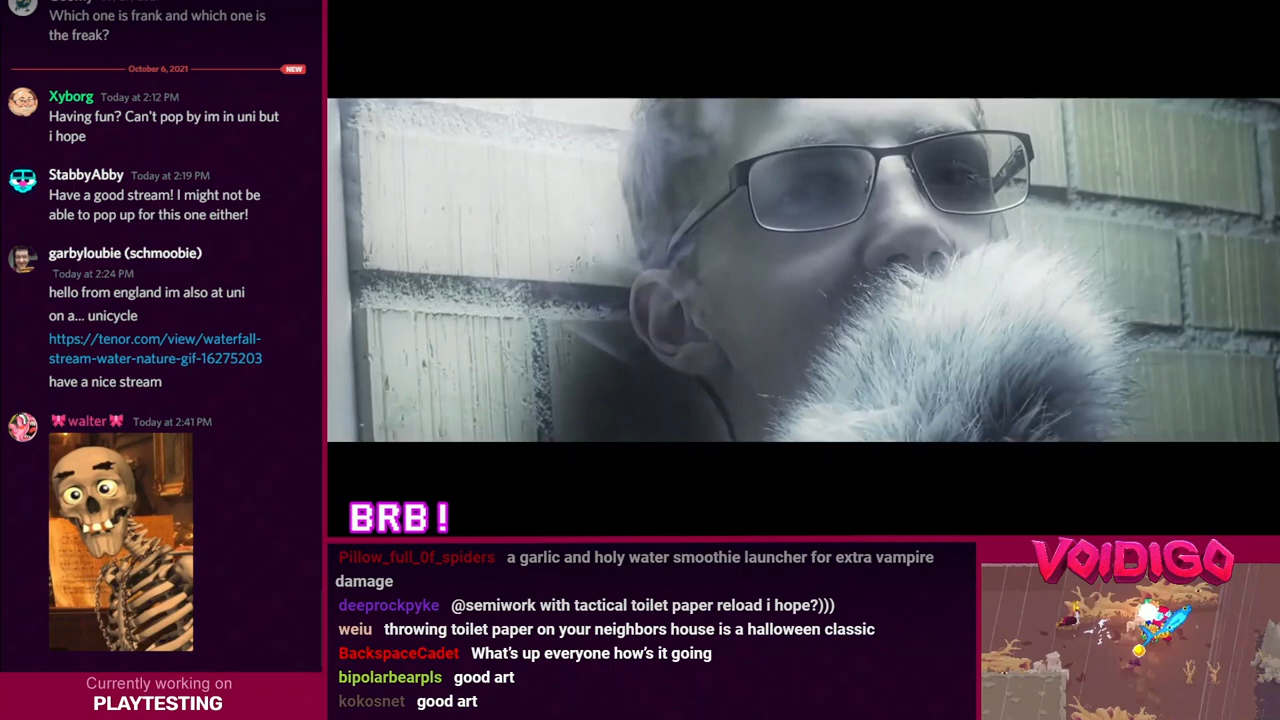 Which one is frank and which one is
the freak?
October 6, 2021
NEW
Xyborg Today at 2:12 PM
Having fun? Can't pop by im in uni but
i hope
StabbyAbby Today at 2:19 PM
Have a good stream! I might not be
able to pop up for this one either!
garbyloubie (schmoobie)
Today at 2:24 PM
hello from england im also at uni
on a... unicycle
https://tenor.com/view/waterfall-
stream-water-nature-gif-16275203
have a nice stream
walter Today at 2:41 PM
Currently working on
PLAYTESTING
BRB!
Pillow_full_0f_spiders a garlic and holy water smoothie launcher for extra vampire
damage
deeprockpyke @semiwork with tactical toilet paper reload i hope?)))
weiu throwing toilet paper on your neighbors house is a halloween classic
BackspaceCadet What's up everyone how's it going
bipolarbearpls good art
kokosnet good art
VOIDIGO